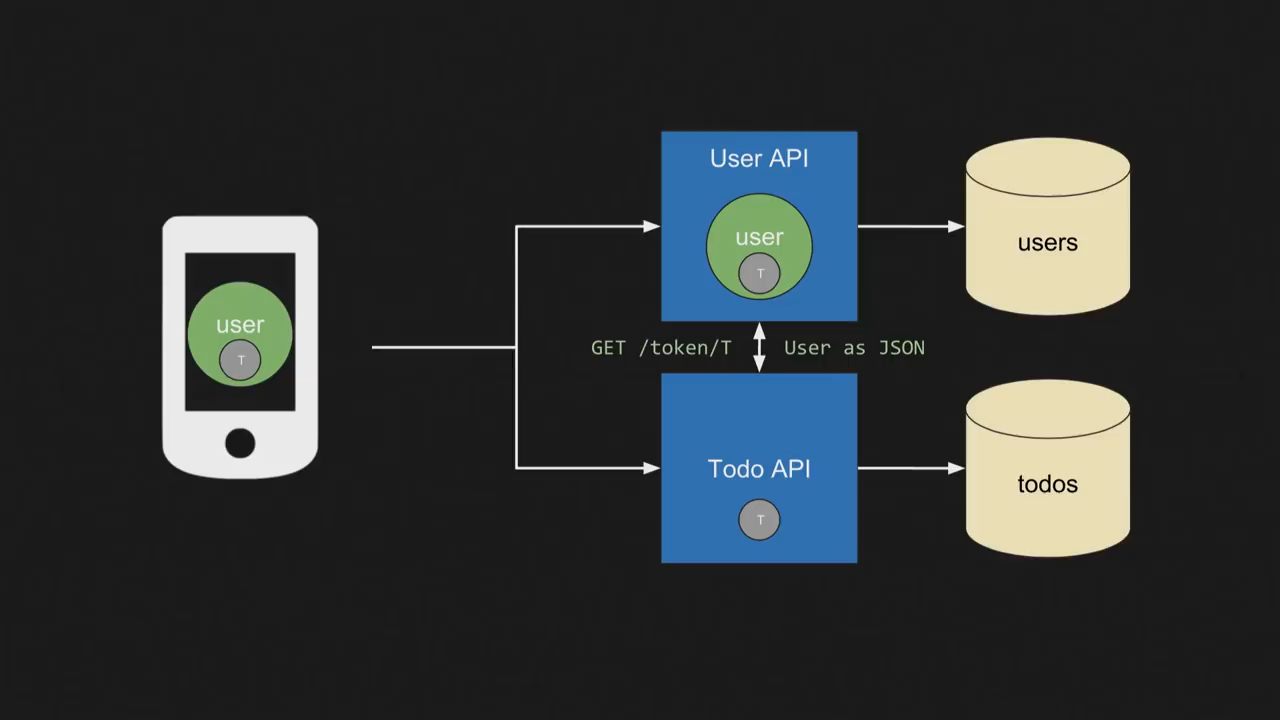 user
T
User API
user
T
users
GET /token/T
User as JSON
Todo API
T
todos